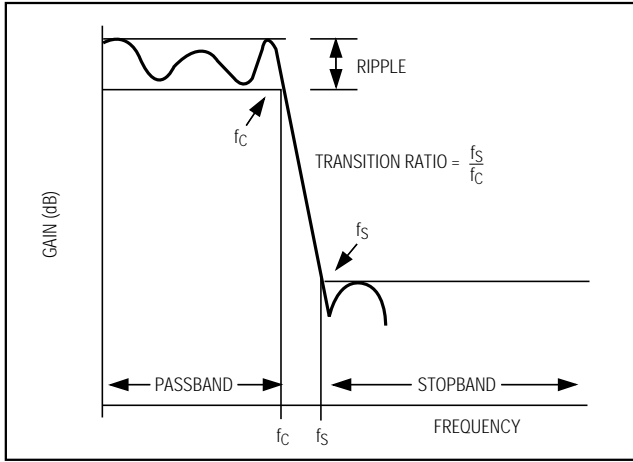 RIPPLE
fC
TRANSITION RATIO = fS
fC
GAIN (dB)
fS
PASSBAND
STOPBAND
fC
fS
FREQUENCY